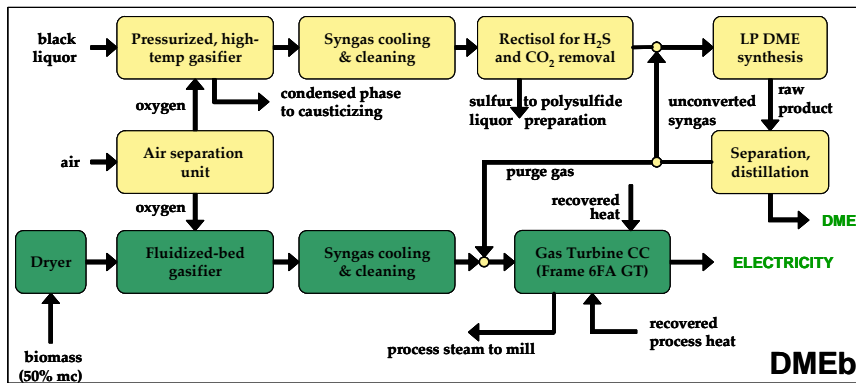 black
liquor
Pressurized, high-
temp gasifier
Syngas cooling
& cleaning
Rectisol for H₂S
and CO₂ removal
LP DME
synthesis
oxygen
condensed phase
to causticizing
sulfur to polysulfide
liquor preparation
unconverted
syngas
raw
product
air
Air separation
unit
purge gas
Separation,
distillation
oxygen
recovered
heat
DME
Dryer
Fluidized-bed
gasifier
Syngas cooling
& cleaning
Gas Turbine CC
(Frame 6FA GT)
ELECTRICITY
biomass
(50% mc)
process steam to mill
recovered
process heat
DMEb